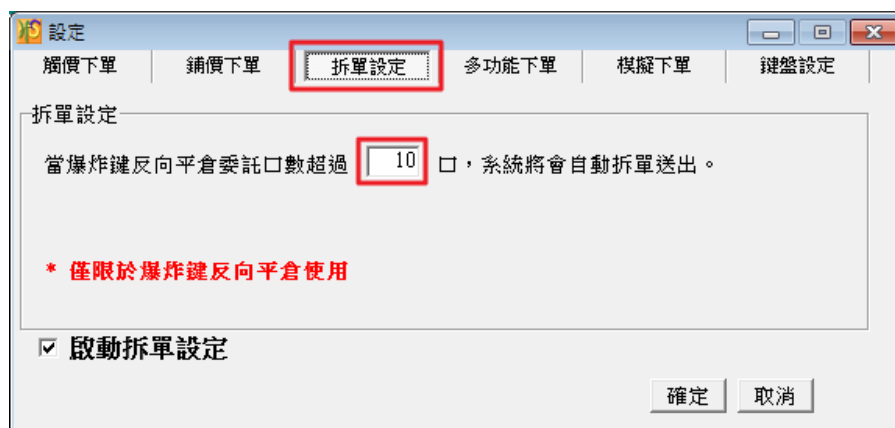 設定
觸價下單 鋪價下單 拆單設定 多功能下單 模擬下單 鍵盤設定
拆單設定
當爆炸鍵反向平倉委託口數超過 10 口，系統將會自動拆單送出。
* 僅限於爆炸鍵反向平倉使用
啟動拆單設定
確定 取消